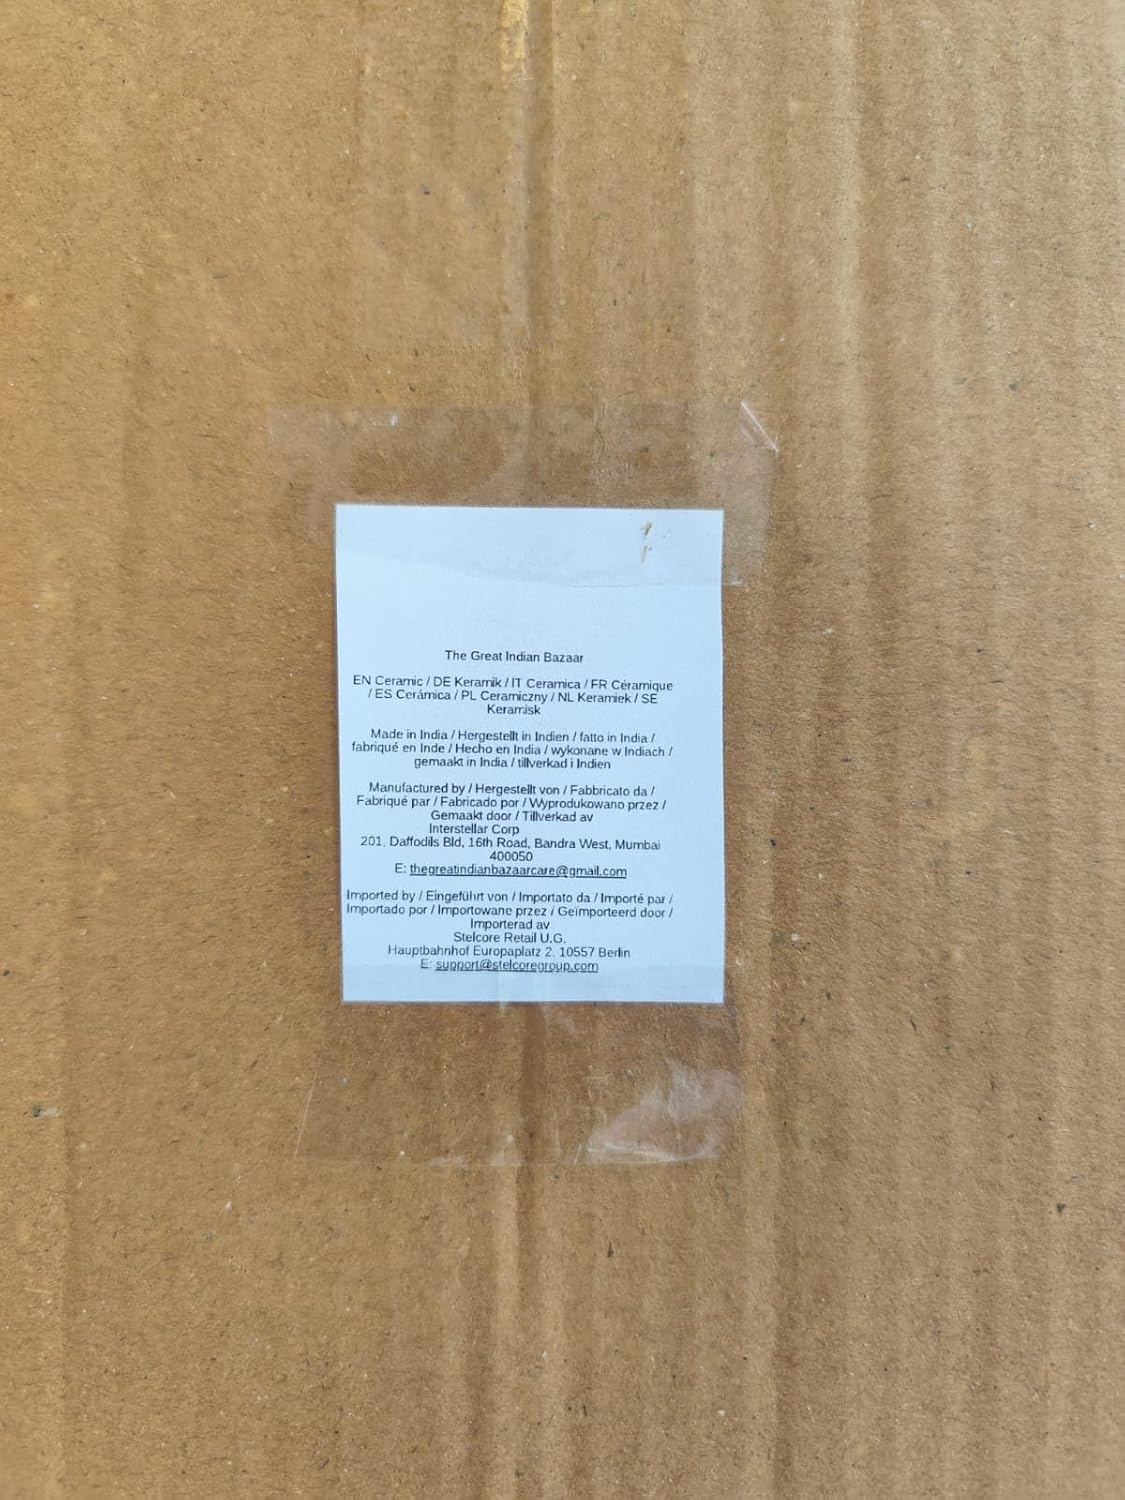 The Great Indian Bazaar
EN Ceramic / DE Keramik / IT Ceramica / FR Céramique
/ ES Cerámica / PL Ceramiczny / NL Keramiek / SE
Keramisk
Made in India / Hergestellt in Indien / fatto in India /
fabriqué en Inde / Hecho en India / wykonane w Indiach /
gemaakt in India / tillverkad i Indien
Manufactured by / Hergestellt von / Fabbricato da /
Fabriqué par / Fabricado por / Wyprodukowano przez /
Gemaakt door / Tillverkad av
Interstellar Corp
201, Daffodils Bld, 16th Road, Bandra West, Mumbai
400050
E: thegreatindianbazaarcare@gmail.com
Imported by / Eingeführt von / Importato da / Importé par /
Importado por / Importowane przez / Geïmporteerd door /
Importerad av
Stelcore Retail U.G.
Hauptbahnhof Europaplatz 2, 10557 Berlin
E: support@stelcoregroup.com